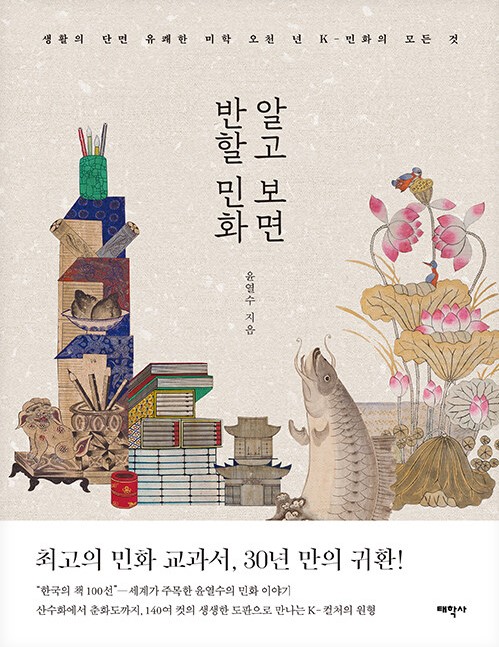 생활의 단면 유쾌한 미학 오천 년 K-민화의 모든 것
알고 보면
반할 민화
윤열수 지음
최고의 민화 교과서, 30년 만의 귀환!
“한국의 책 100선”—세계가 주목한 윤열수의 민화 이야기
산수화에서 춘화도까지, 140여 컷의 생생한 도판으로 만나는 K-컬처의 원형
태학사